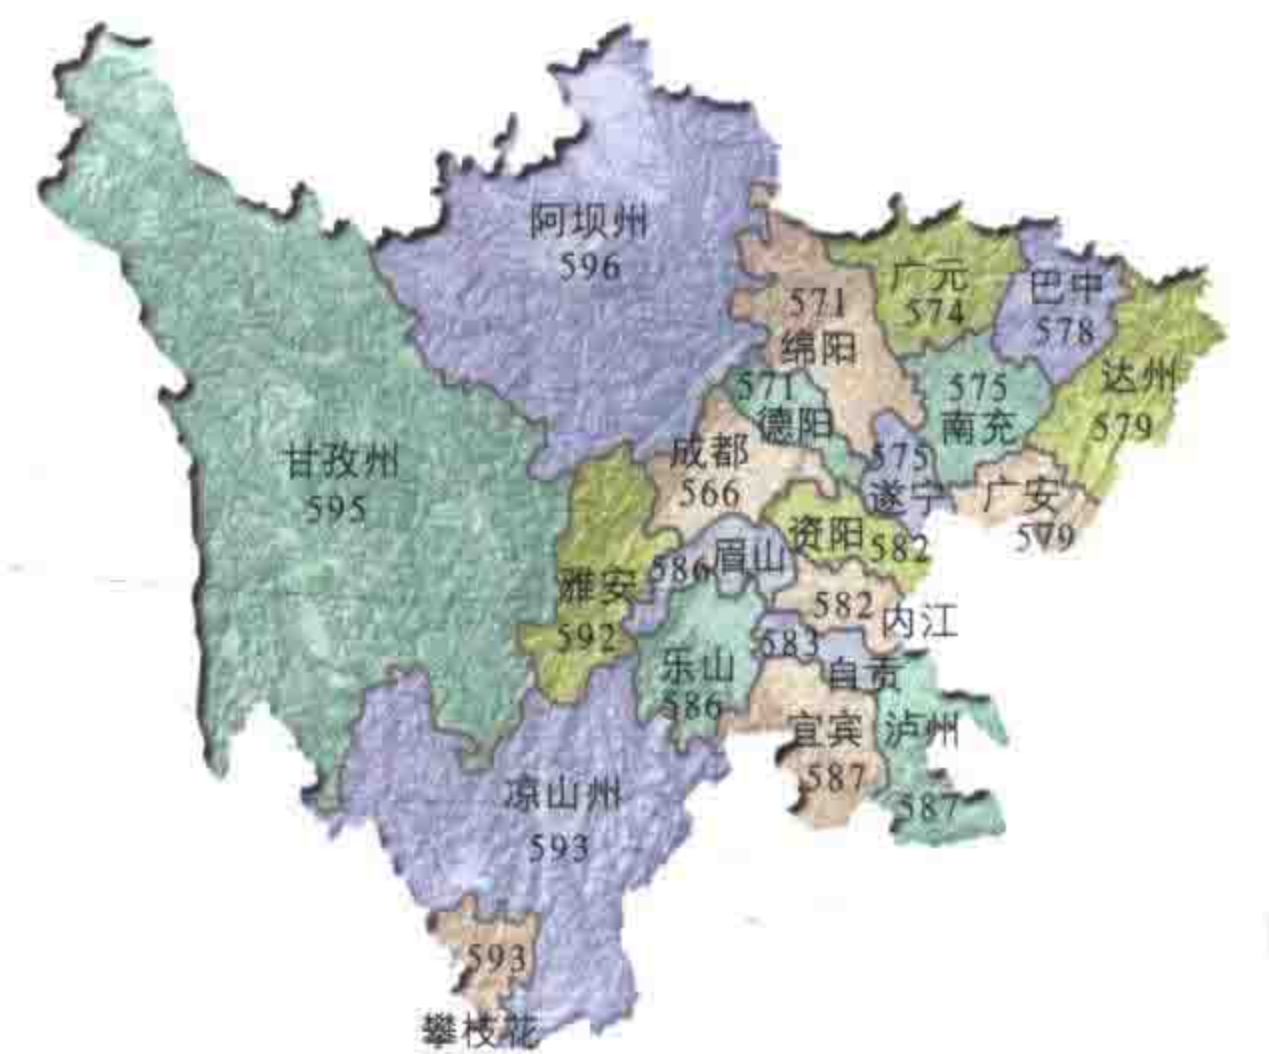 阿坝州
596
571
绵阳
广元
574
巴中
578
达州
579
571
德阳
575
南充
甘孜州
595
成都
566
575
遂宁
广安
579
资阳
582
586
眉山
雅安
592
582
内江
583
自贡
乐山
586
宜宾
587
泸州
587
凉山州
593
593
攀枝花